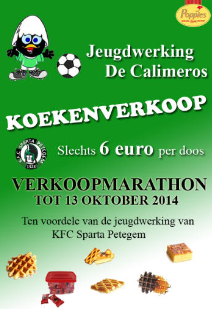 Poppies
Jeugdwerking
De Calimeros
KOEKENVERKOOP
Slechts 6 euro per doos
VERKOOPMARATHON
TOT 13 OKTOBER 2014
Ten voordele van de jeugdwerking van
KFC Sparta Petegem